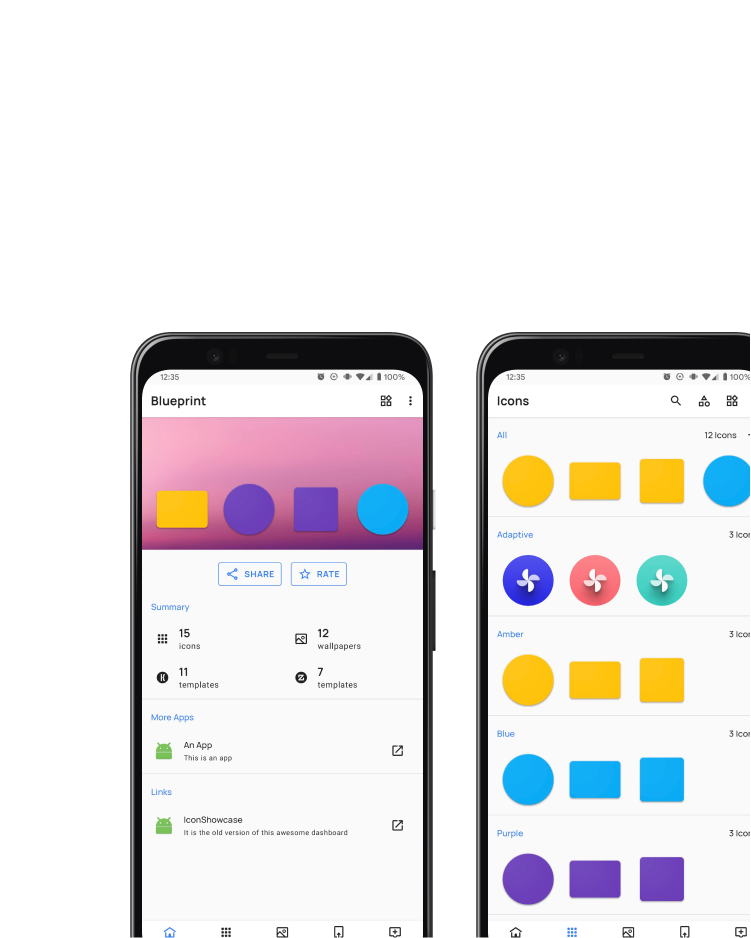 12:35
100%
Blueprint
SHARE
RATE
Summary
15
icons
12
wallpapers
11
templates
7
templates
More Apps
An App
This is an app
Links
IconShowcase
It is the old version of this awesome dashboard
12:35
100%
Icons
All
12 Icons
Adaptive
3 Icon
Amber
3 Icon
Blue
3 Icon
Purple
3 Icon